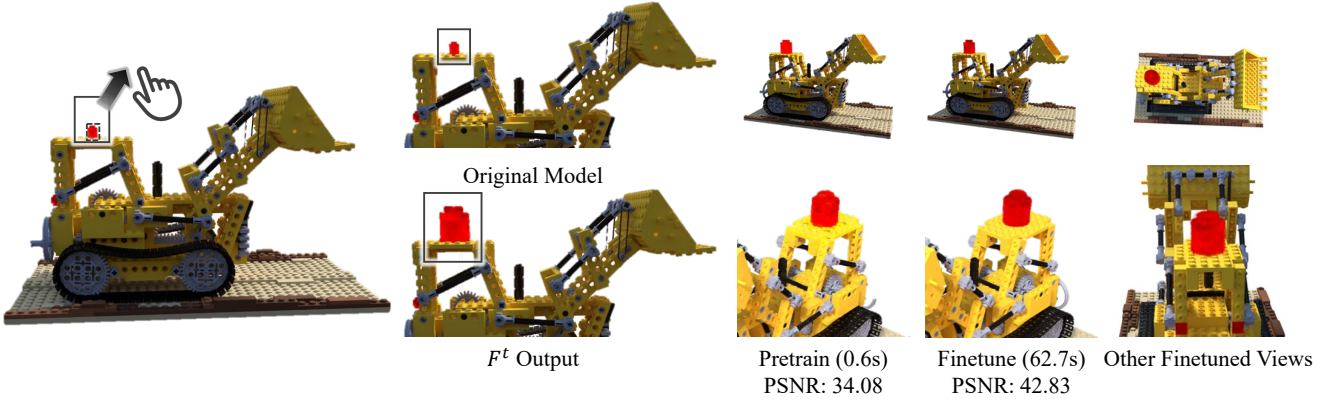 Original Model
F^t Output
Pretrain (0.6s)
PSNR: 34.08
Finetune (62.7s)
PSNR: 42.83
Other Finetuned Views